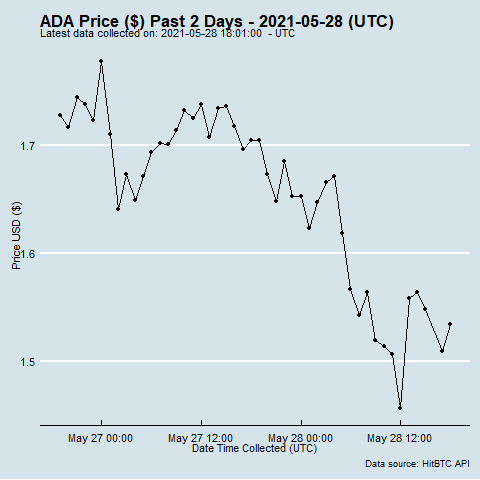 ADA Price ($) Past 2 Days - 2021-05-28 (UTC)
Latest data collected on: 2021-05-28 18:01:00 - UTC
Price USD ($)
1.7
1.6
1.5
May 27 00:00 May 27 12:00 May 28 00:00 May 28 12:00
Date Time Collected (UTC)
Data source: HitBTC API